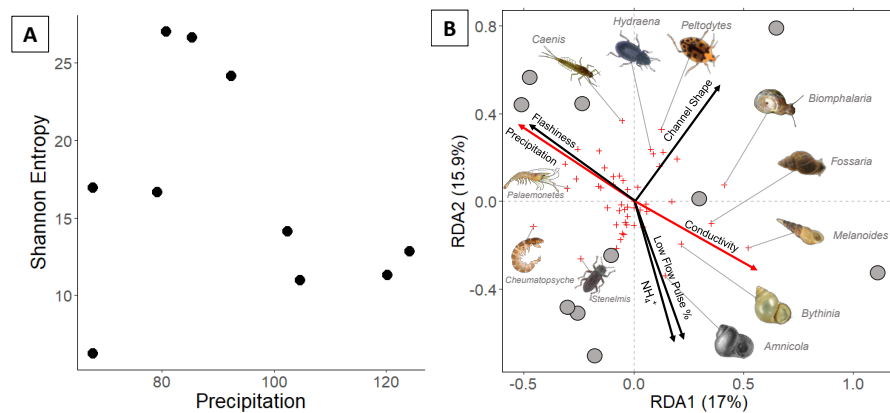 A
25
20
15
10
80
100
120
Precipitation
Shannon Entropy
B
0.8
0.4
0.0
-0.4
-0.5
0.0
0.5
1.0
RDA1 (17%)
RDA2 (15.9%)
Caenis
Hydraena
Peltodytes
Biomphalaria
Fossaria
Melanoides
Bythinia
Amnicola
Stenelmis
Cheumatopsyche
Palaemonetes
Flashiness
Precipitation
Channel Shape
Conductivity
Low Flow Pulse %
NH₄⁺